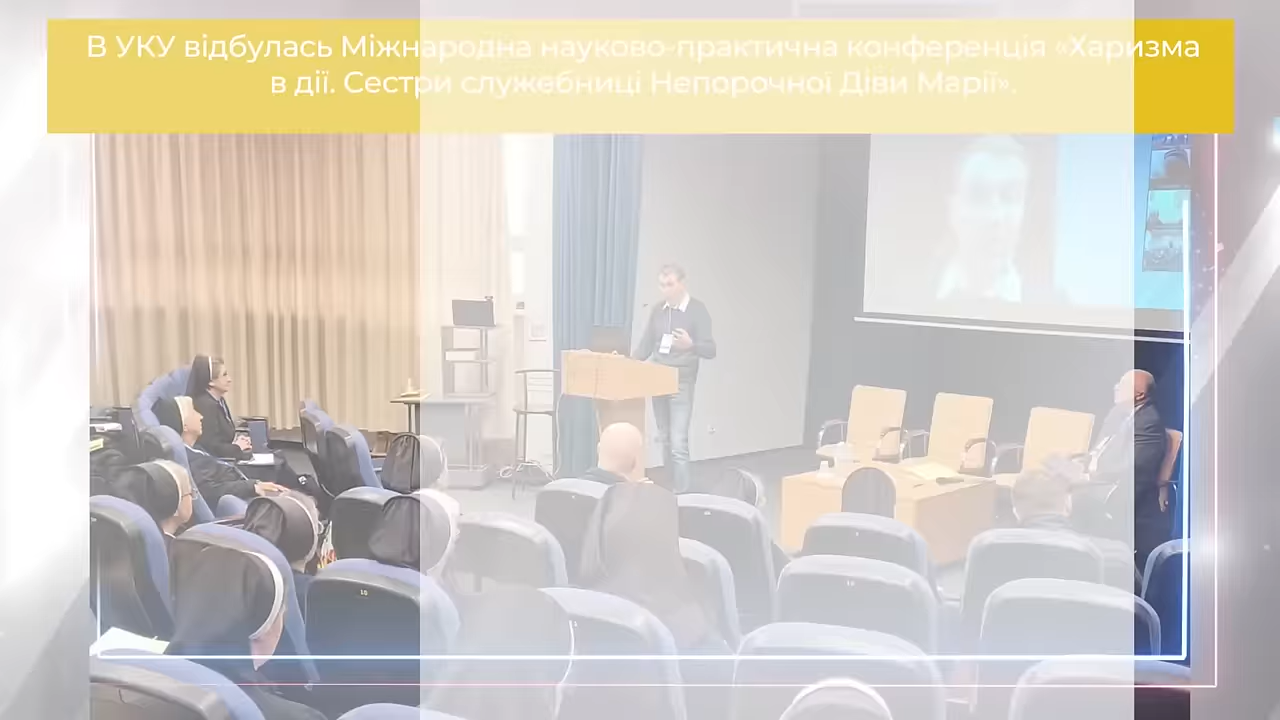 В УКУ відбулась Міжнародна науково-практична конференція «Харизма
в дії. Сестри служебниці Непорочної Діви Марії».